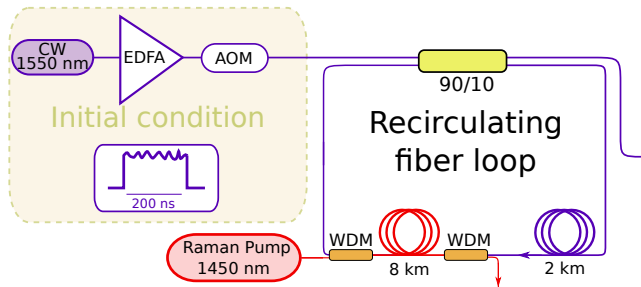 CW
1550 nm
EDFA
AOM
90/10
Initial condition
200 ns
Recirculating
fiber loop
Raman Pump
1450 nm
WDM
8 km
WDM
2 km